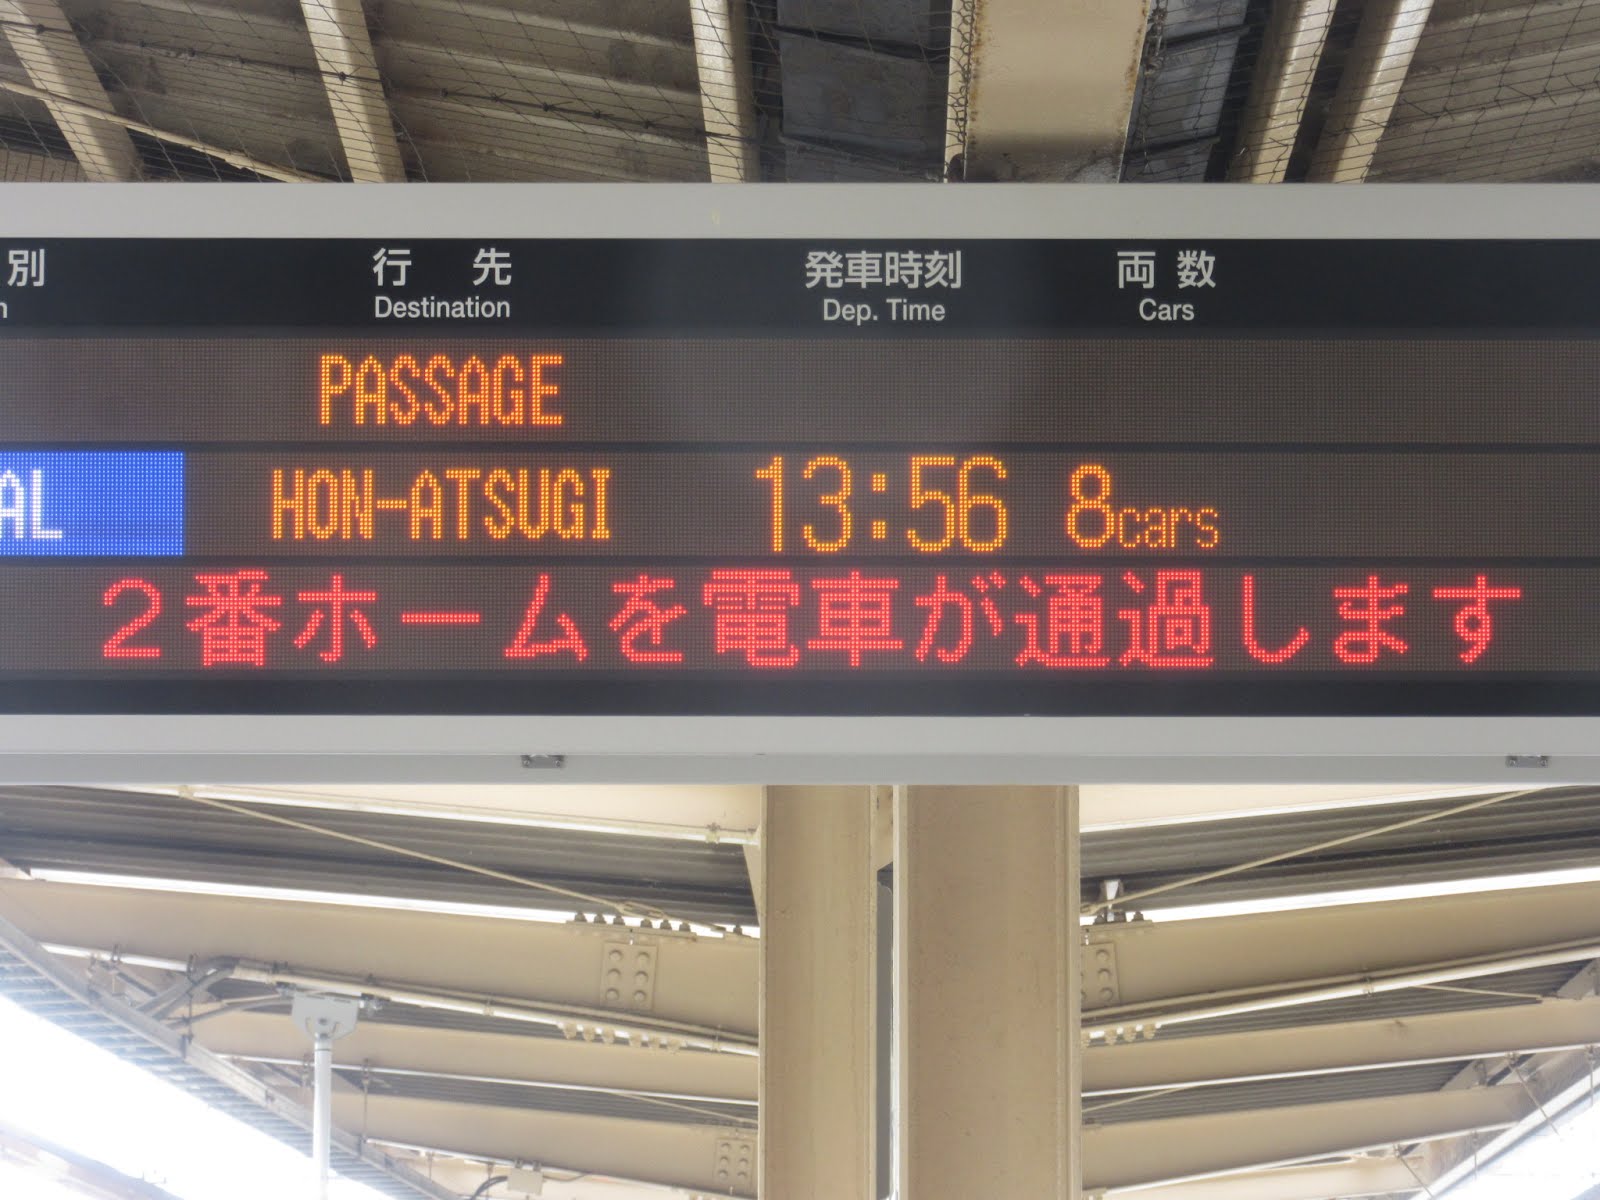 別 行先 発車時刻 両数
Destination Dep. Time Cars
PASSAGE
AL HON-ATSUGI 13:56 8cars
2番ホームを電車が通過します